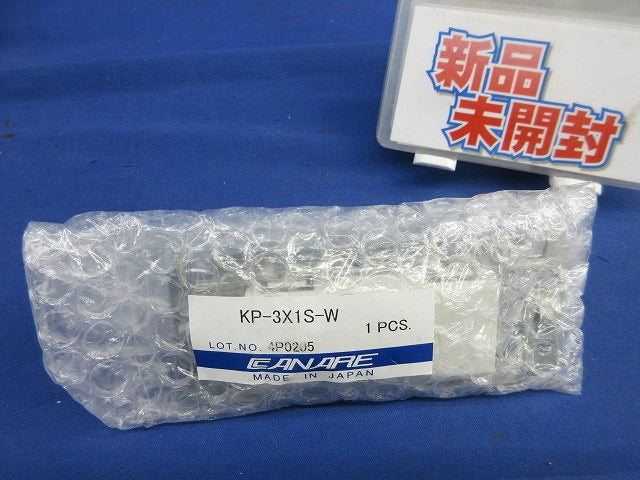 新品
未開封
KP-3X1S-W 1 PCS.
LOT.NO. 4P0205
CANARE
MADE IN JAPAN